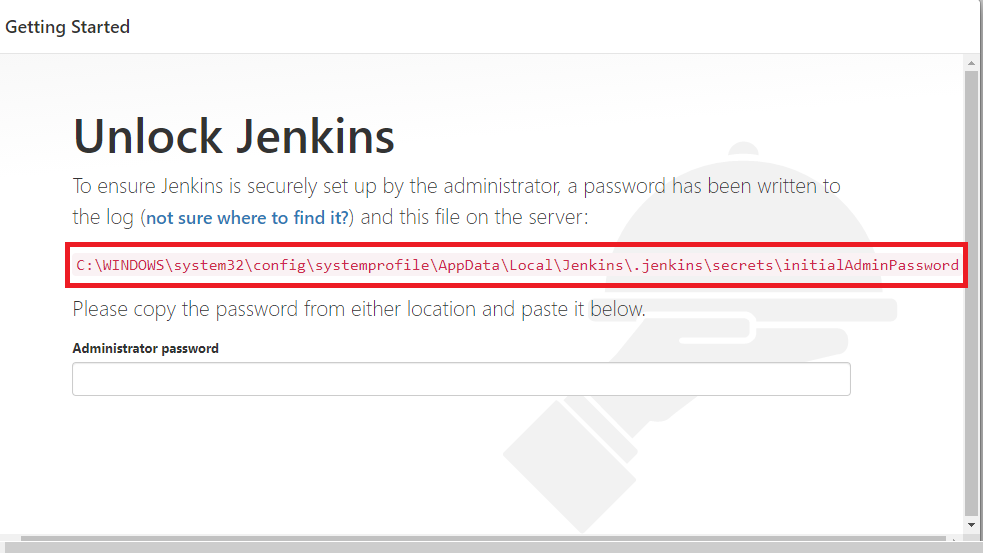 Getting Started
Unlock Jenkins
To ensure Jenkins is securely set up by the administrator, a password has been written to
the log (not sure where to find it?) and this file on the server:
C:\WINDOWS\system32\config\systemprofile\AppData\Local\Jenkins\.jenkins\secrets\initialAdminPassword
Please copy the password from either location and paste it below.
Administrator password